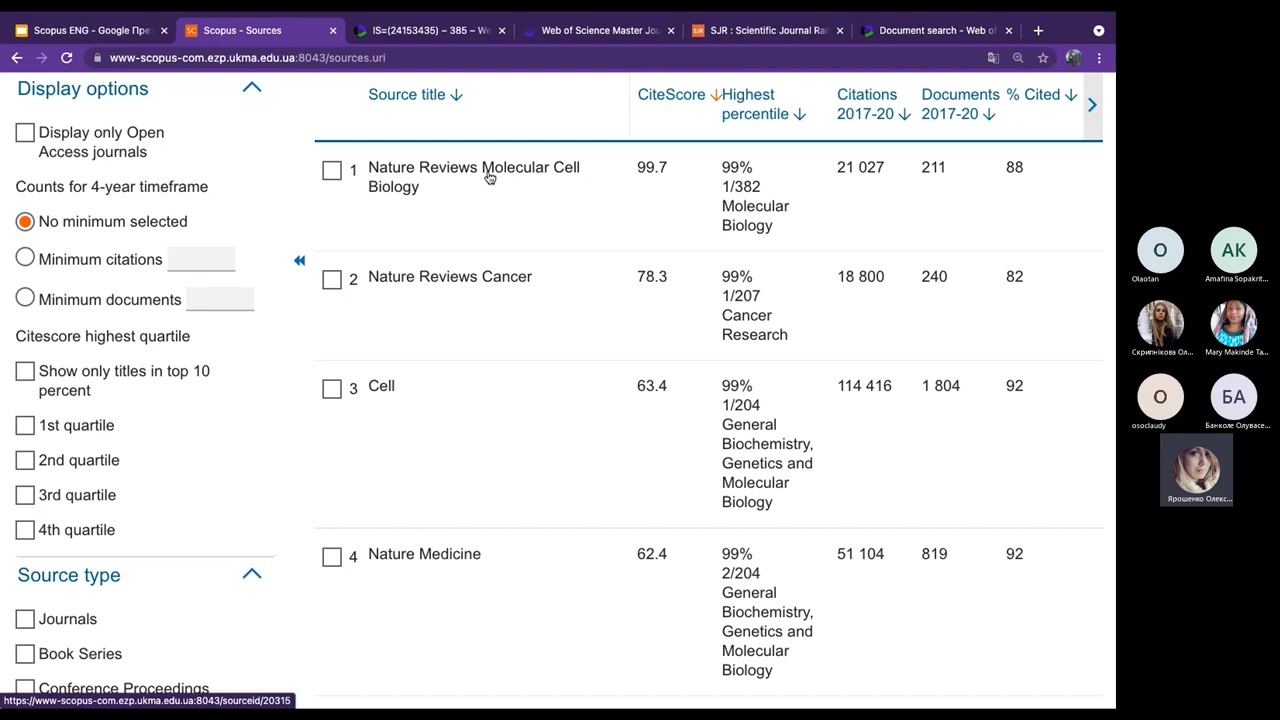 Scopus ENG - Google Пре
Scopus - Sources
IS=(24153435) – 385 – We
Web of Science Master Jou
SJR : Scientific Journal Ran
Document search - Web of
www-scopus-com.ezp.ukma.edu.ua:8043/sources.uri
Display options
Display only Open
Access journals
Counts for 4-year timeframe
No minimum selected
Minimum citations
Minimum documents
Citescore highest quartile
Show only titles in top 10
percent
1st quartile
2nd quartile
3rd quartile
4th quartile
Source type
Journals
Book Series
Conference Proceedings
https://www-scopus-com.ezp.ukma.edu.ua:8043/sourceid/20315
Source title
CiteScore
Highest
percentile
Citations
2017-20
Documents
2017-20
% Cited
1
Nature Reviews Molecular Cell
Biology
99.7
99%
1/382
Molecular
Biology
21 027
211
88
2
Nature Reviews Cancer
78.3
99%
1/207
Cancer
Research
18 800
240
82
3
Cell
63.4
99%
1/204
General
Biochemistry,
Genetics and
Molecular
Biology
114 416
1 804
92
4
Nature Medicine
62.4
99%
2/204
General
Biochemistry,
Genetics and
Molecular
Biology
51 104
819
92
O
Olaotan
АК
Amafina Sopakrit...
Скрипнікова Ол...
Mary Makinde Ta...
O
osoclaudy
БА
Банколе Олувасе...
Ярошенко Олекс...